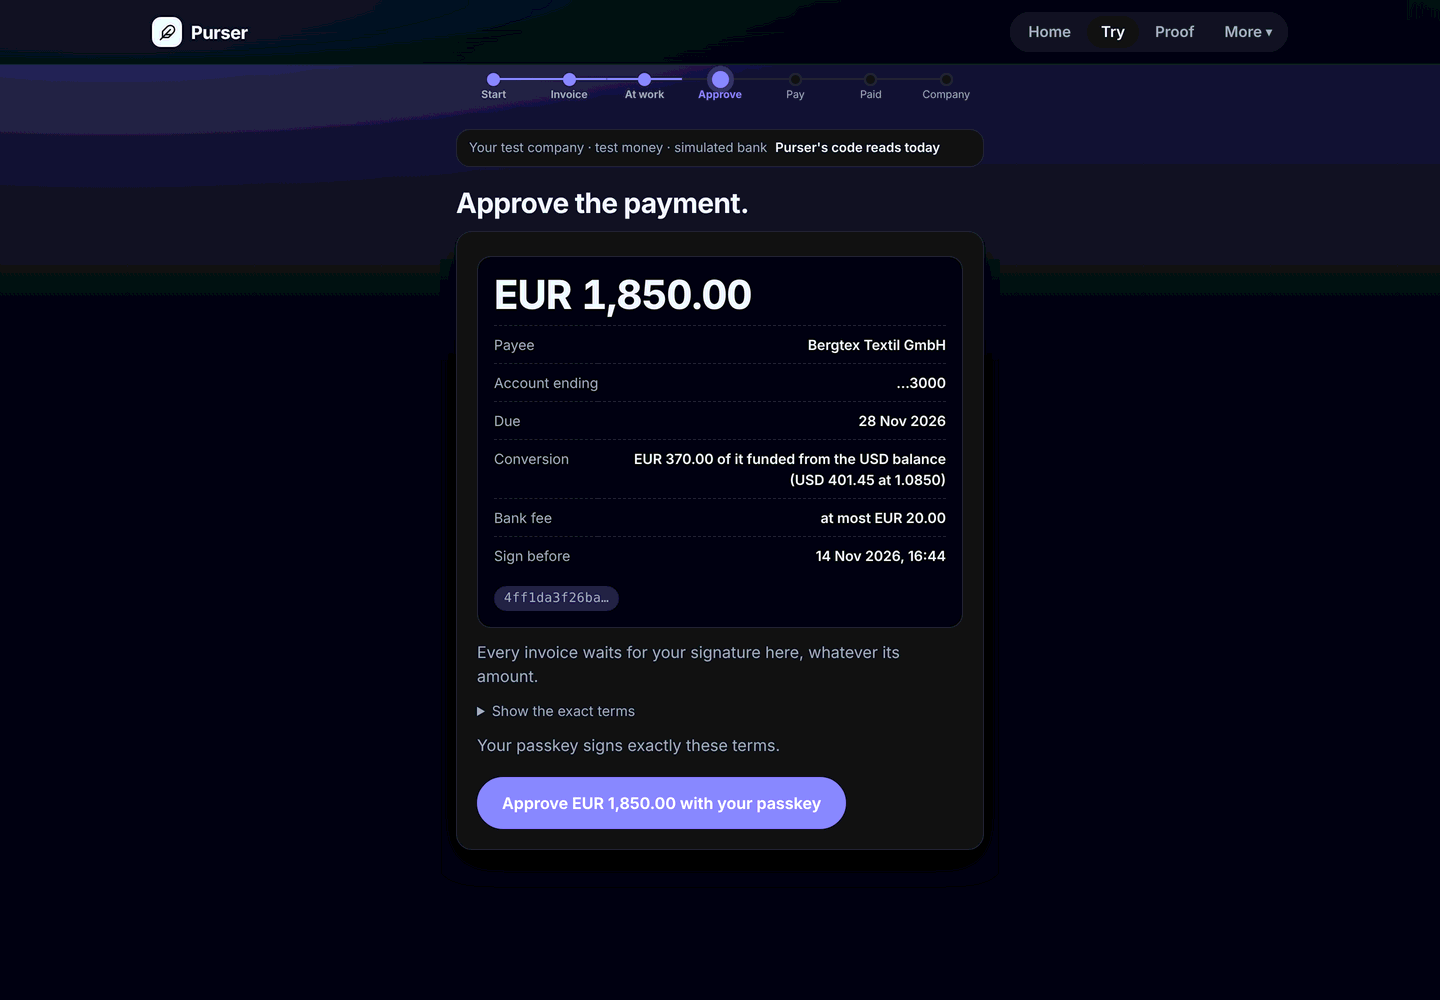 Purser
Home Try Proof More ▾
Start Invoice At work Approve Pay Paid Company
Your test company · test money · simulated bank Purser's code reads today
Approve the payment.
EUR 1,850.00
Payee Bergtex Textil GmbH
Account ending ...3000
Due 28 Nov 2026
Conversion EUR 370.00 of it funded from the USD balance
(USD 401.45 at 1.0850)
Bank fee at most EUR 20.00
Sign before 14 Nov 2026, 16:44
4ff1da3f26ba…
Every invoice waits for your signature here, whatever its
amount.
▶ Show the exact terms
Your passkey signs exactly these terms.
Approve EUR 1,850.00 with your passkey